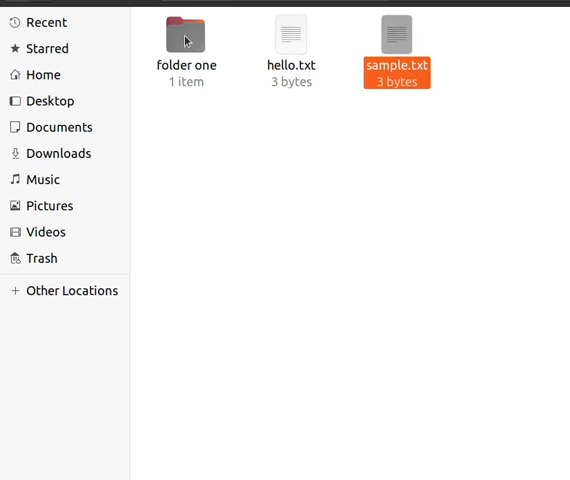 Recent
Starred
Home
Desktop
Documents
Downloads
Music
Pictures
Videos
Trash
Other Locations
folder one
1 item
hello.txt
3 bytes
sample.txt
3 bytes